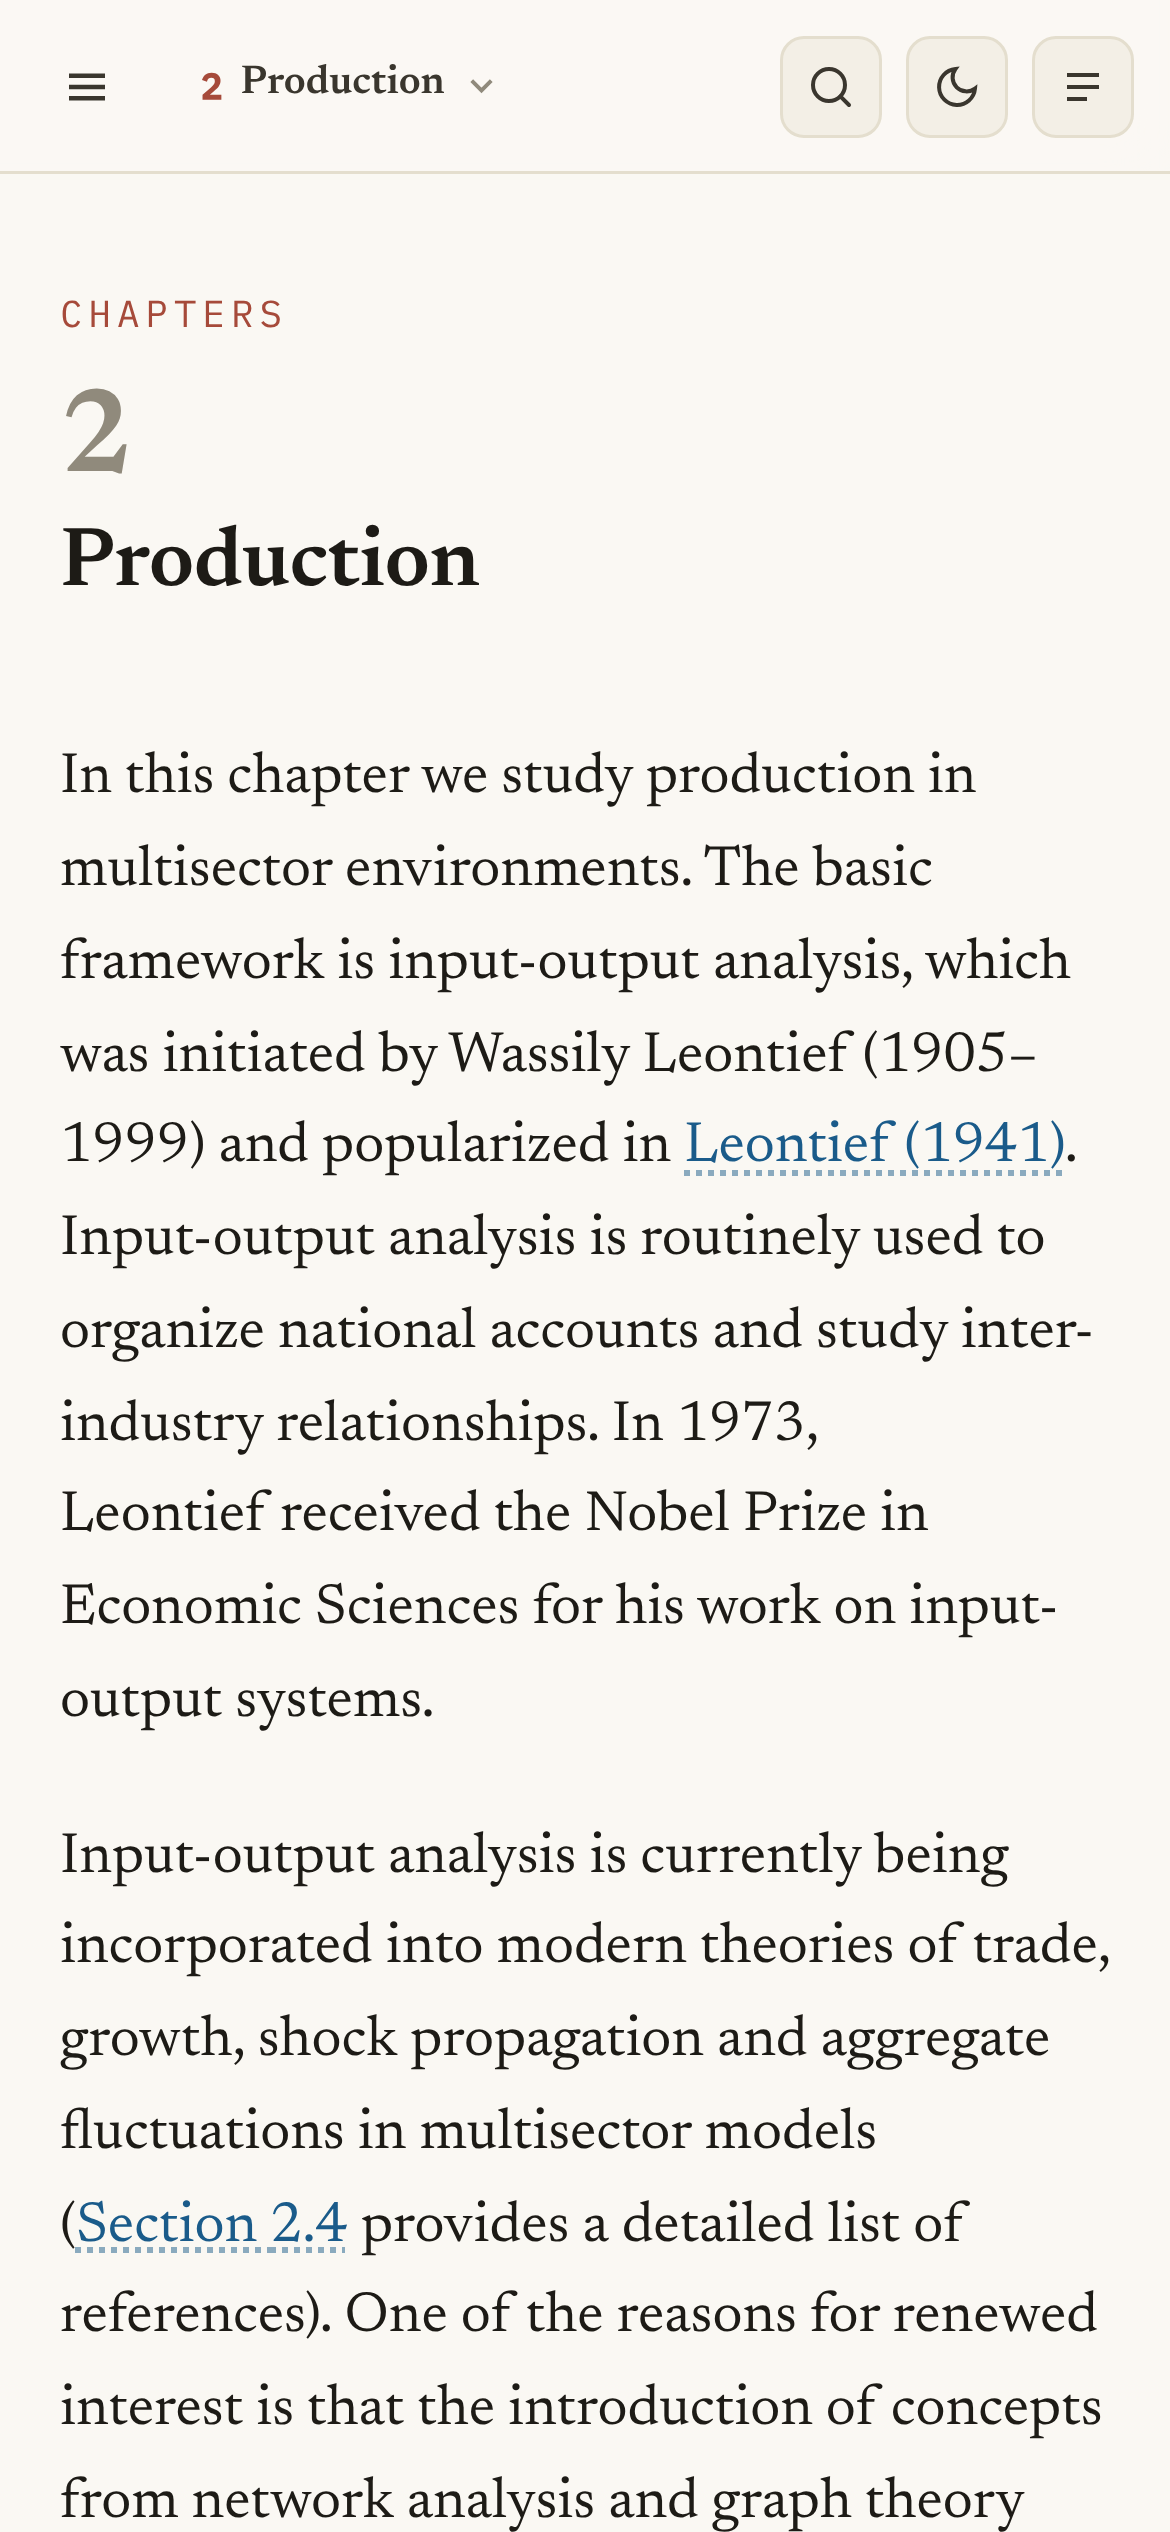 2 Production
CHAPTERS
2
Production
In this chapter we study production in
multisector environments. The basic
framework is input-output analysis, which
was initiated by Wassily Leontief (1905–
1999) and popularized in Leontief (1941).
Input-output analysis is routinely used to
organize national accounts and study inter-
industry relationships. In 1973,
Leontief received the Nobel Prize in
Economic Sciences for his work on input-
output systems.
Input-output analysis is currently being
incorporated into modern theories of trade,
growth, shock propagation and aggregate
fluctuations in multisector models
(Section 2.4 provides a detailed list of
references). One of the reasons for renewed
interest is that the introduction of concepts
from network analysis and graph theory